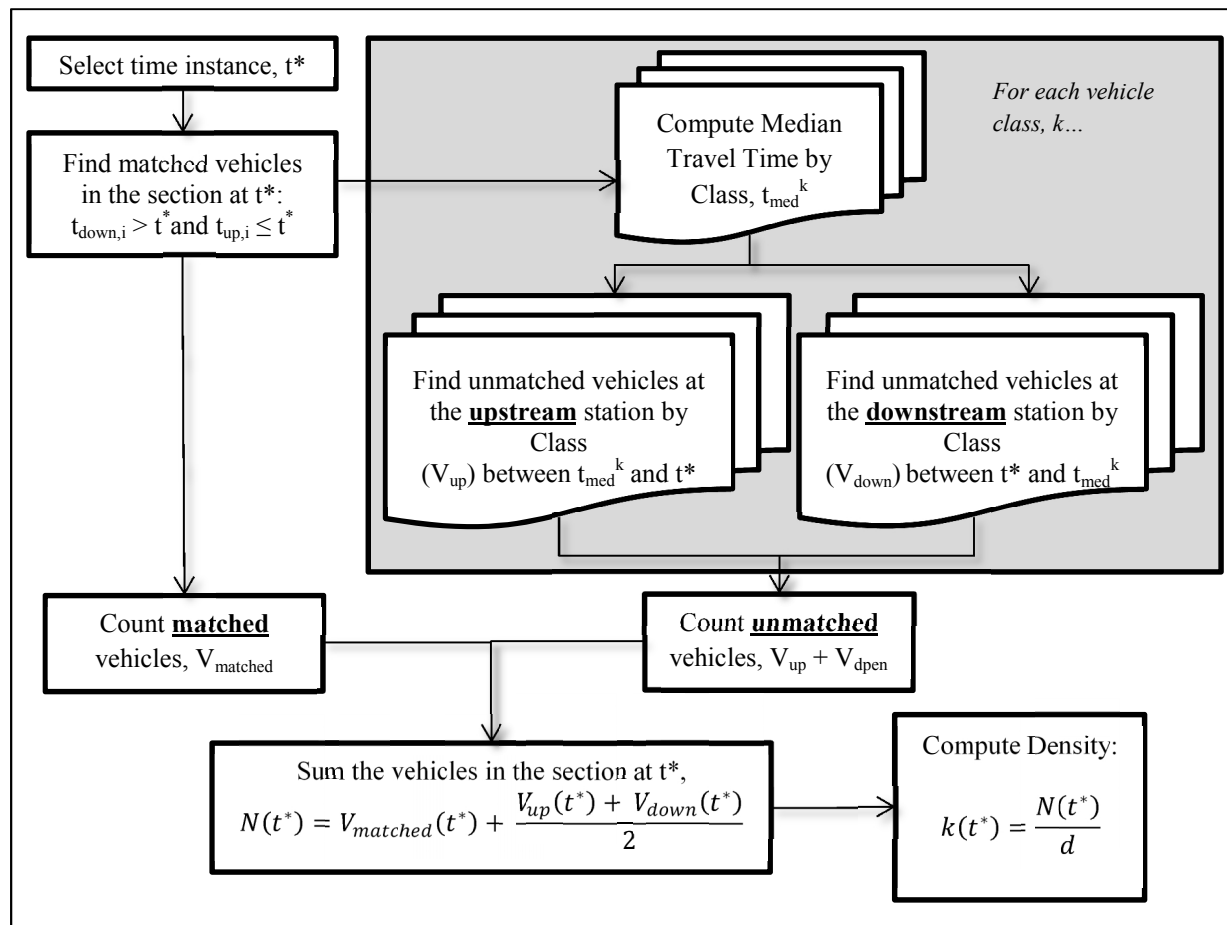 Select time instance, t*
Find matched vehicles
in the section at t*:
t_down,i > t* and t_up,i ≤ t*
For each vehicle
class, k…
Compute Median
Travel Time by
Class, t_med^k
Find unmatched vehicles at
the upstream station by
Class
(V_up) between t_med^k and t*
Find unmatched vehicles at
the downstream station by
Class
(V_down) between t* and t_med^k
Count matched
vehicles, V_matched
Count unmatched
vehicles, V_up + V_dpen
Sum the vehicles in the section at t*,
N(t*) = V_matched(t*) + (V_up(t*) + V_down(t*))/2
Compute Density:
k(t*) = N(t*)/d